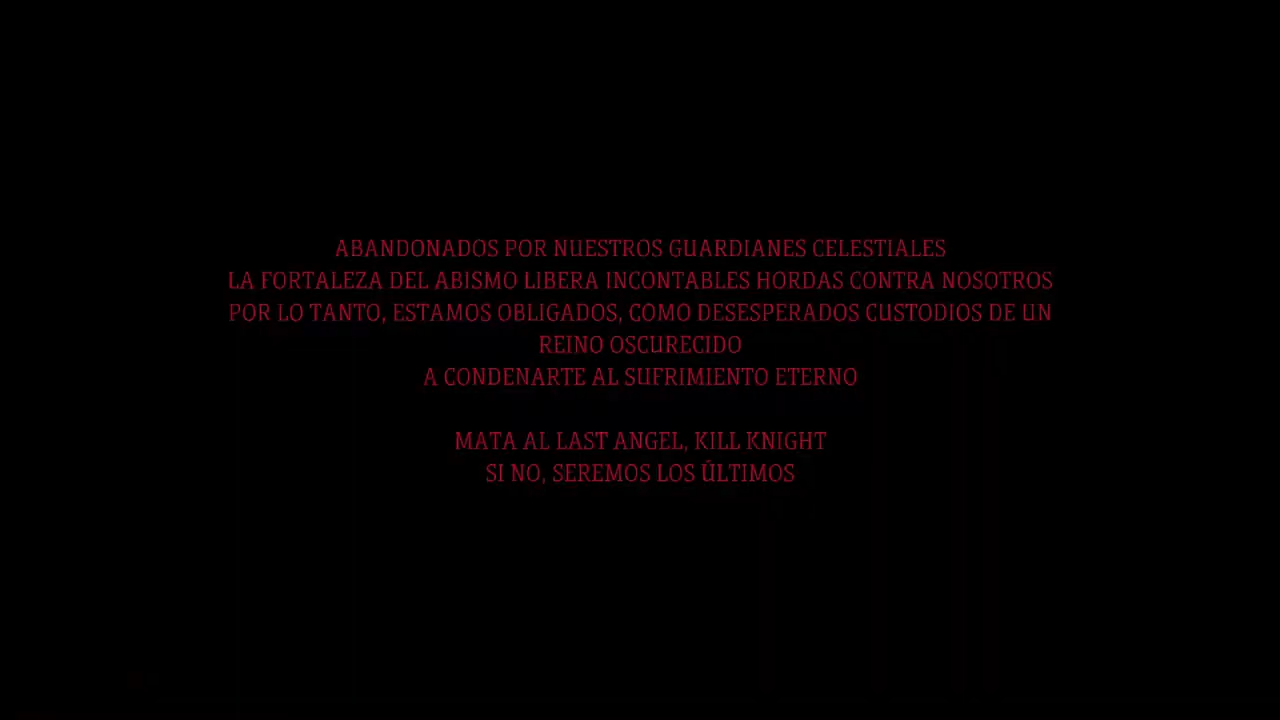 ABANDONADOS POR NUESTROS GUARDIANES CELESTIALES
LA FORTALEZA DEL ABISMO LIBERA INCONTABLES HORDAS CONTRA NOSOTROS
POR LO TANTO, ESTAMOS OBLIGADOS, COMO DESESPERADOS CUSTODIOS DE UN
REINO OSCURECIDO
A CONDENARTE AL SUFRIMIENTO ETERNO
MATA AL LAST ANGEL, KILL KNIGHT
SI NO, SEREMOS LOS ÚLTIMOS